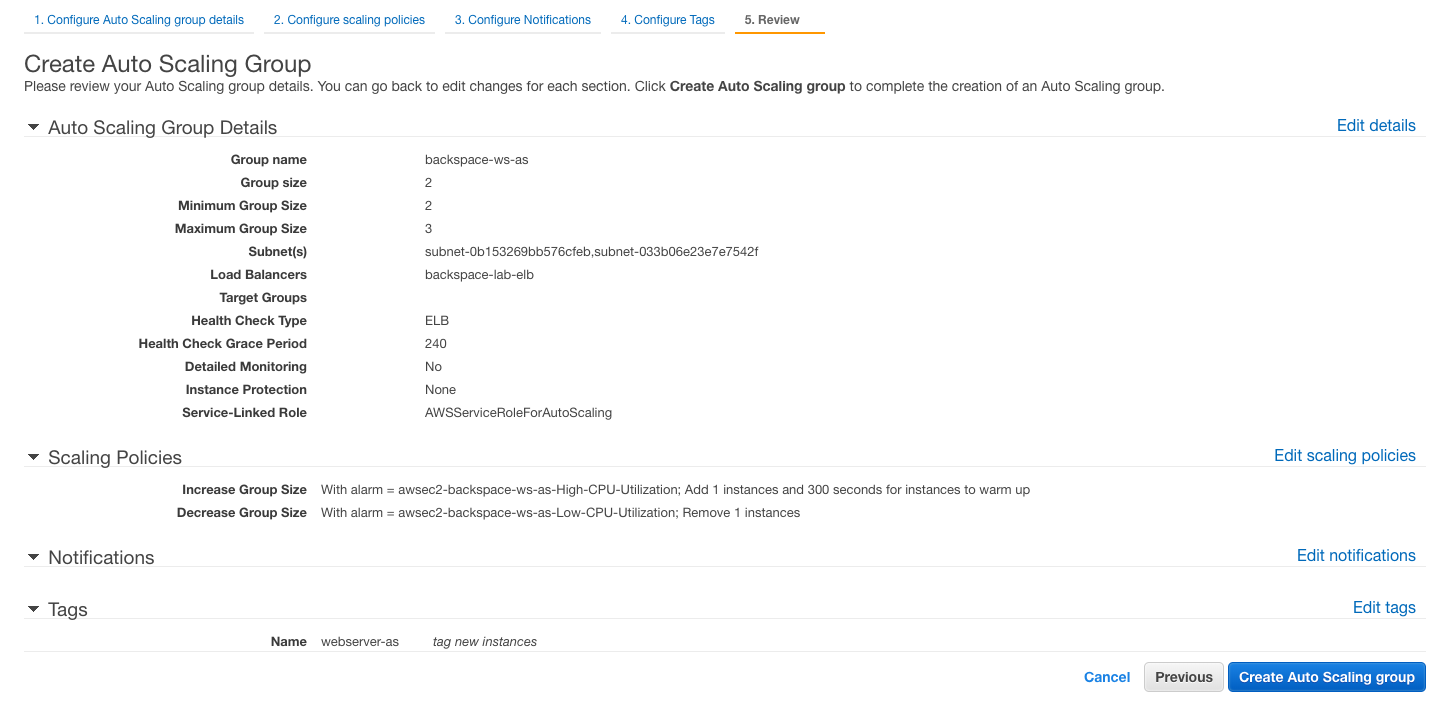 1. Configure Auto Scaling group details 2. Configure scaling policies 3. Configure Notifications 4. Configure Tags 5. Review
Create Auto Scaling Group
Please review your Auto Scaling group details. You can go back to edit changes for each section. Click Create Auto Scaling group to complete the creation of an Auto Scaling group.
Auto Scaling Group Details Edit details
Group name backspace-ws-as
Group size 2
Minimum Group Size 2
Maximum Group Size 3
Subnet(s) subnet-0b153269bb576cfeb,subnet-033b06e23e7e7542f
Load Balancers backspace-lab-elb
Target Groups
Health Check Type ELB
Health Check Grace Period 240
Detailed Monitoring No
Instance Protection None
Service-Linked Role AWSServiceRoleForAutoScaling
Scaling Policies Edit scaling policies
Increase Group Size With alarm = awsec2-backspace-ws-as-High-CPU-Utilization; Add 1 instances and 300 seconds for instances to warm up
Decrease Group Size With alarm = awsec2-backspace-ws-as-Low-CPU-Utilization; Remove 1 instances
Notifications Edit notifications
Tags Edit tags
Name webserver-as tag new instances
Cancel Previous Create Auto Scaling group